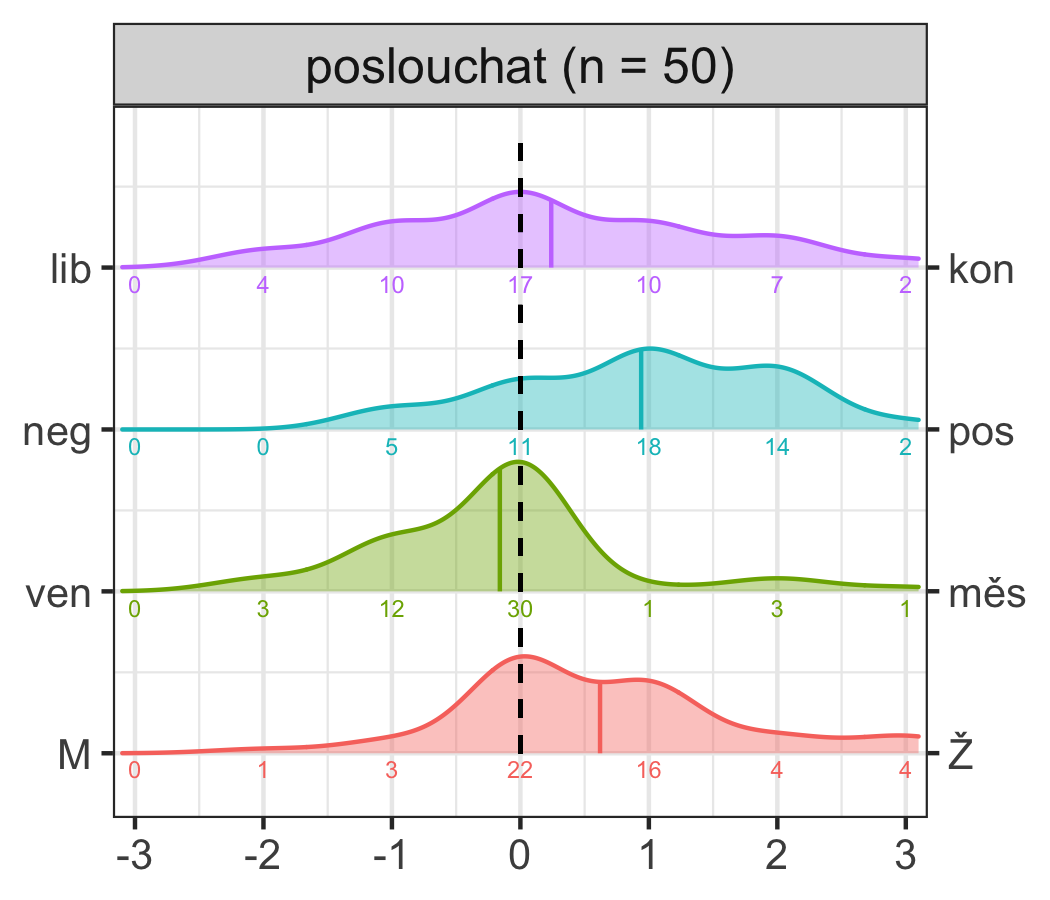 poslouchat (n = 50)
lib kon
0 4 10 17 10 7 2
neg pos
0 0 5 11 18 14 2
ven měs
0 3 12 30 1 3 1
M Ž
0 1 3 22 16 4 4
-3 -2 -1 0 1 2 3